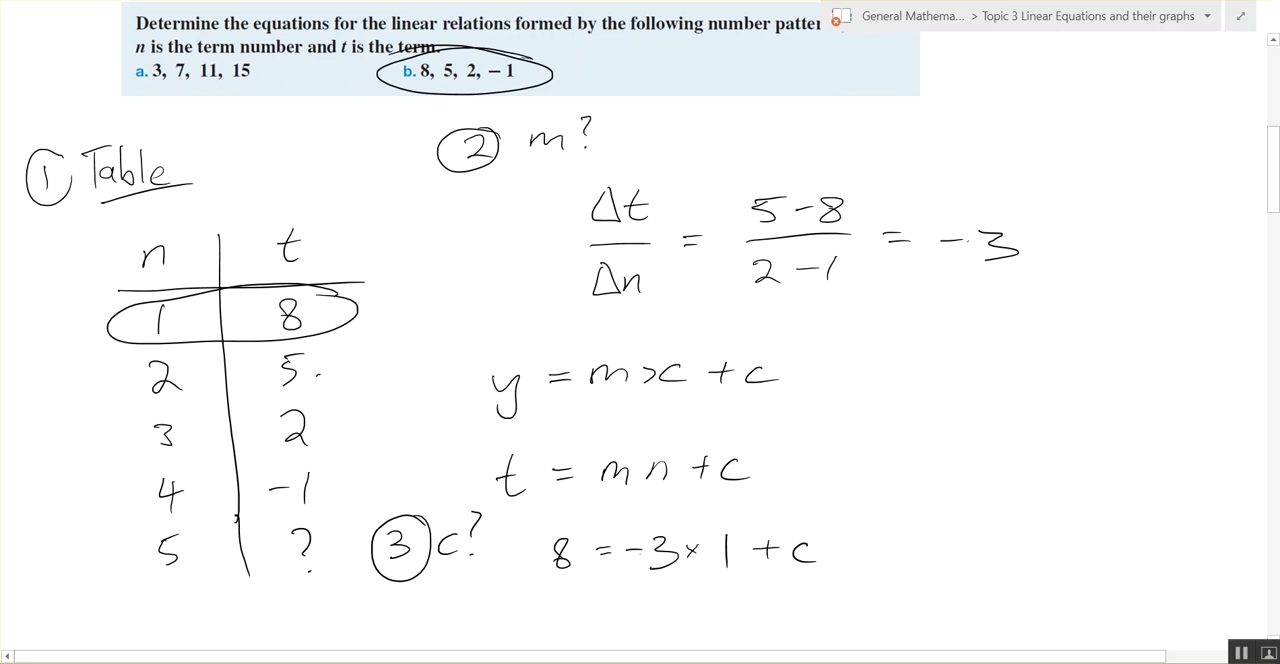 Determine the equations for the linear relations formed by the following number patter
n is the term number and t is the term.
a. 3, 7, 11, 15
b. 8, 5, 2, − 1
General Mathema... > Topic 3 Linear Equations and their graphs
① Table
n | t
1 | 8
2 | 5
3 | 2
4 | -1
5 | ?
② m?
Δt/Δn = (5-8)/(2-1) = -3
y = mx + c
t = mn + c
③ c? 8 = -3 × 1 + c